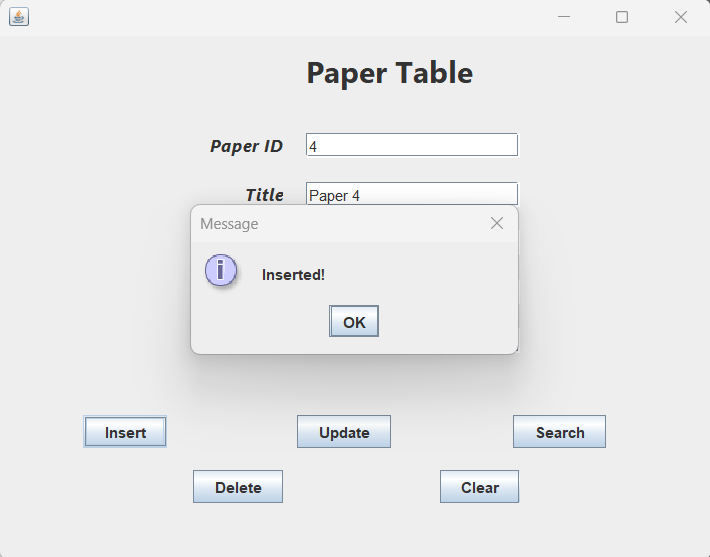 Paper Table
Paper ID
4
Title
Paper 4
Message
i
Inserted!
OK
Insert
Update
Search
Delete
Clear